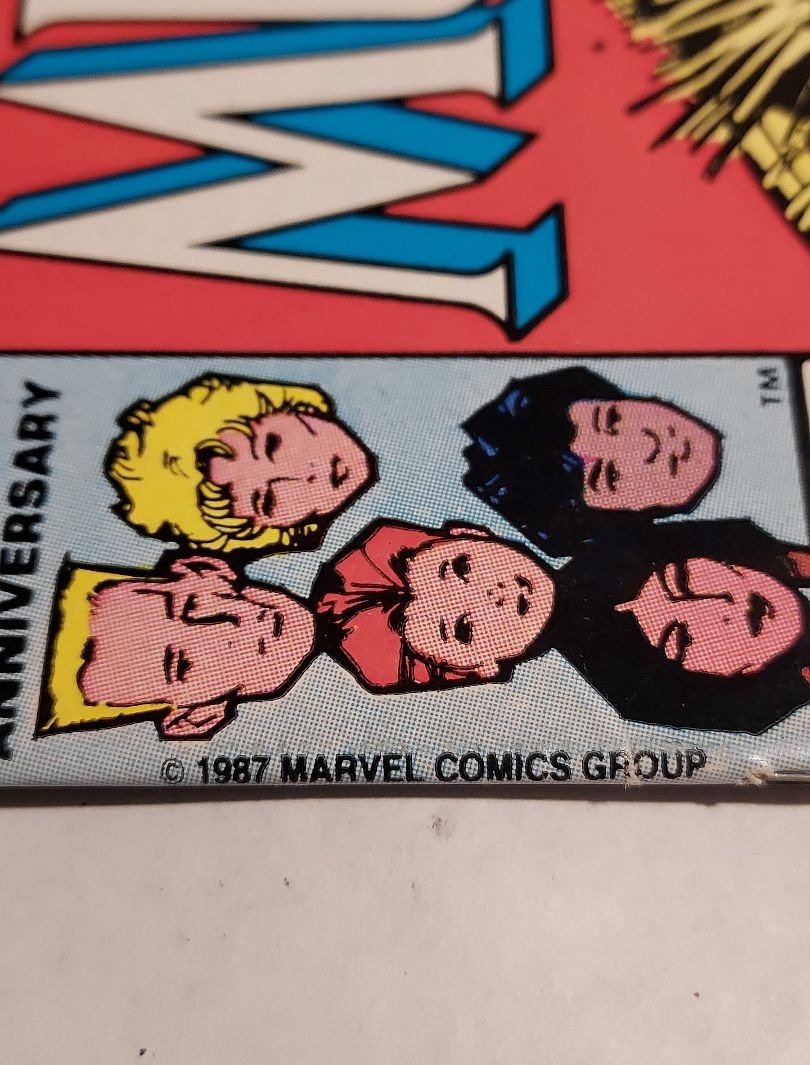 M
ANNIVERSARY
TM
© 1987 MARVEL COMICS GROUP